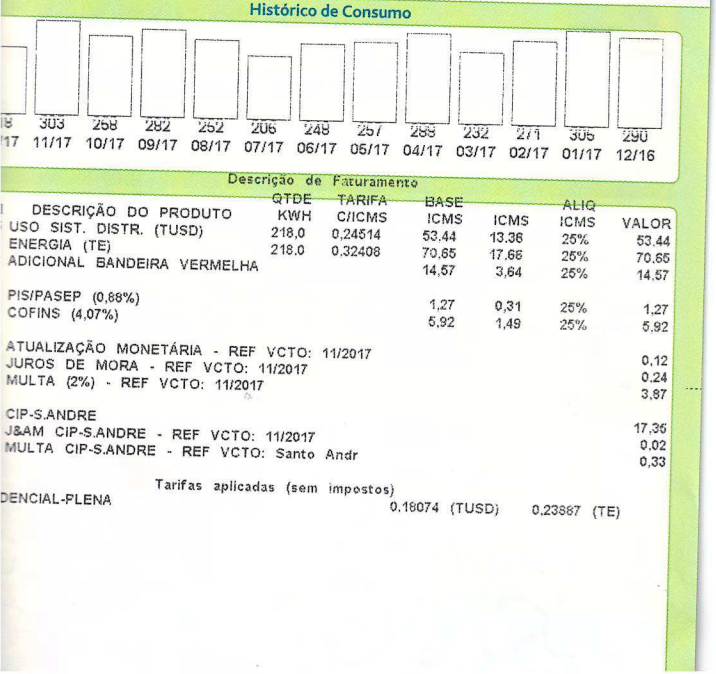 Histórico de Consumo
18 303 268 282 252 206 248 257 289 232 271 305 290
/17 11/17 10/17 09/17 08/17 07/17 06/17 05/17 04/17 03/17 02/17 01/17 12/16
Descrição de Faturamento
DESCRIÇÃO DO PRODUTO QTDE KWH TARIFA C/ICMS BASE ICMS ICMS ALIQ ICMS VALOR
USO SIST. DISTR. (TUSD) 218,0 0,24514 53,44 13,36 25% 53,44
ENERGIA (TE) 218,0 0,32408 70,65 17,66 25% 70,65
ADICIONAL BANDEIRA VERMELHA 14,57 3,64 25% 14,57
PIS/PASEP (0,88%) 1,27 0,31 25% 1,27
COFINS (4,07%) 5,92 1,49 25% 5,92
ATUALIZAÇÃO MONETÁRIA - REF VCTO: 11/2017 0,12
JUROS DE MORA - REF VCTO: 11/2017 0,24
MULTA (2%) - REF VCTO: 11/2017 3,87
CIP-S.ANDRE 17,35
J&AM CIP-S.ANDRE - REF VCTO: 11/2017 0,02
MULTA CIP-S.ANDRE - REF VCTO: Santo Andr 0,33
Tarifas aplicadas (sem impostos)
DENCIAL-PLENA 0,18074 (TUSD) 0,23887 (TE)